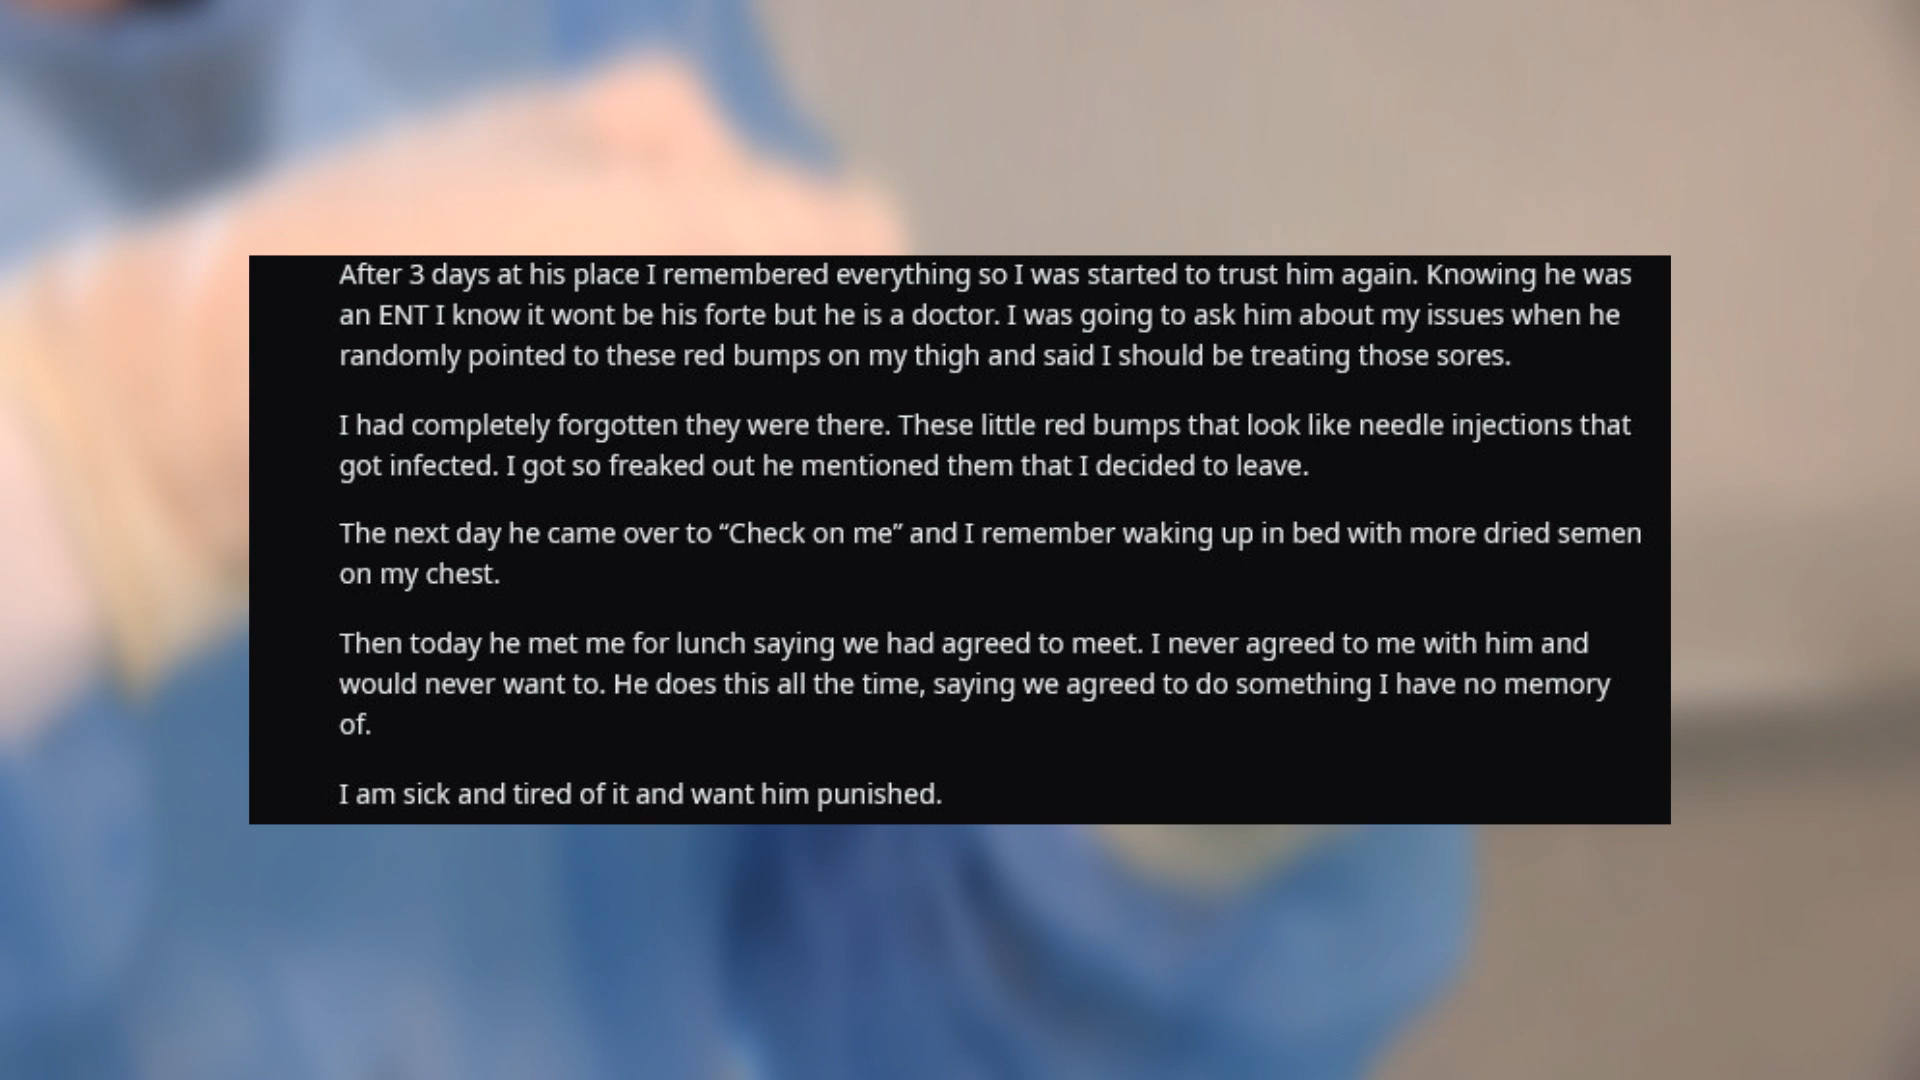 After 3 days at his place I remembered everything so I was started to trust him again. Knowing he was
an ENT I know it wont be his forte but he is a doctor. I was going to ask him about my issues when he
randomly pointed to these red bumps on my thigh and said I should be treating those sores.
I had completely forgotten they were there. These little red bumps that look like needle injections that
got infected. I got so freaked out he mentioned them that I decided to leave.
The next day he came over to “Check on me” and I remember waking up in bed with more dried semen
on my chest.
Then today he met me for lunch saying we had agreed to meet. I never agreed to me with him and
would never want to. He does this all the time, saying we agreed to do something I have no memory
of.
I am sick and tired of it and want him punished.